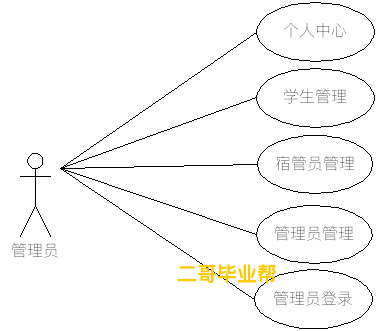 个人中心
学生管理
宿管员管理
管理员
管理员管理
二哥毕业帮
管理员登录